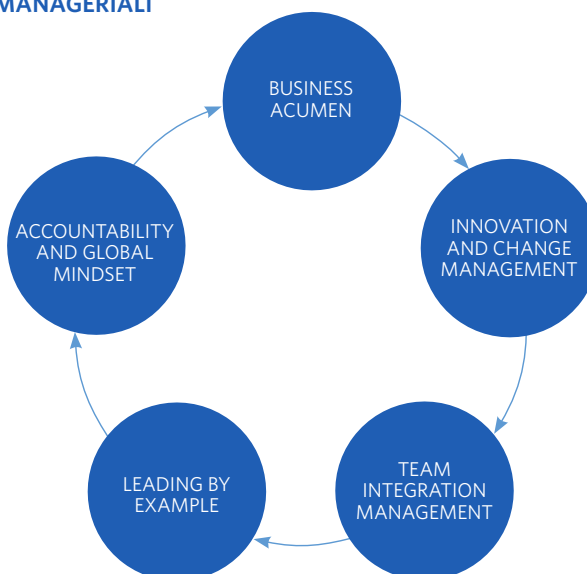 MANAGERIALI
BUSINESS
ACUMEN
INNOVATION
AND CHANGE
MANAGEMENT
TEAM
INTEGRATION
MANAGEMENT
LEADING BY
EXAMPLE
ACCOUNTABILITY
AND GLOBAL
MINDSET